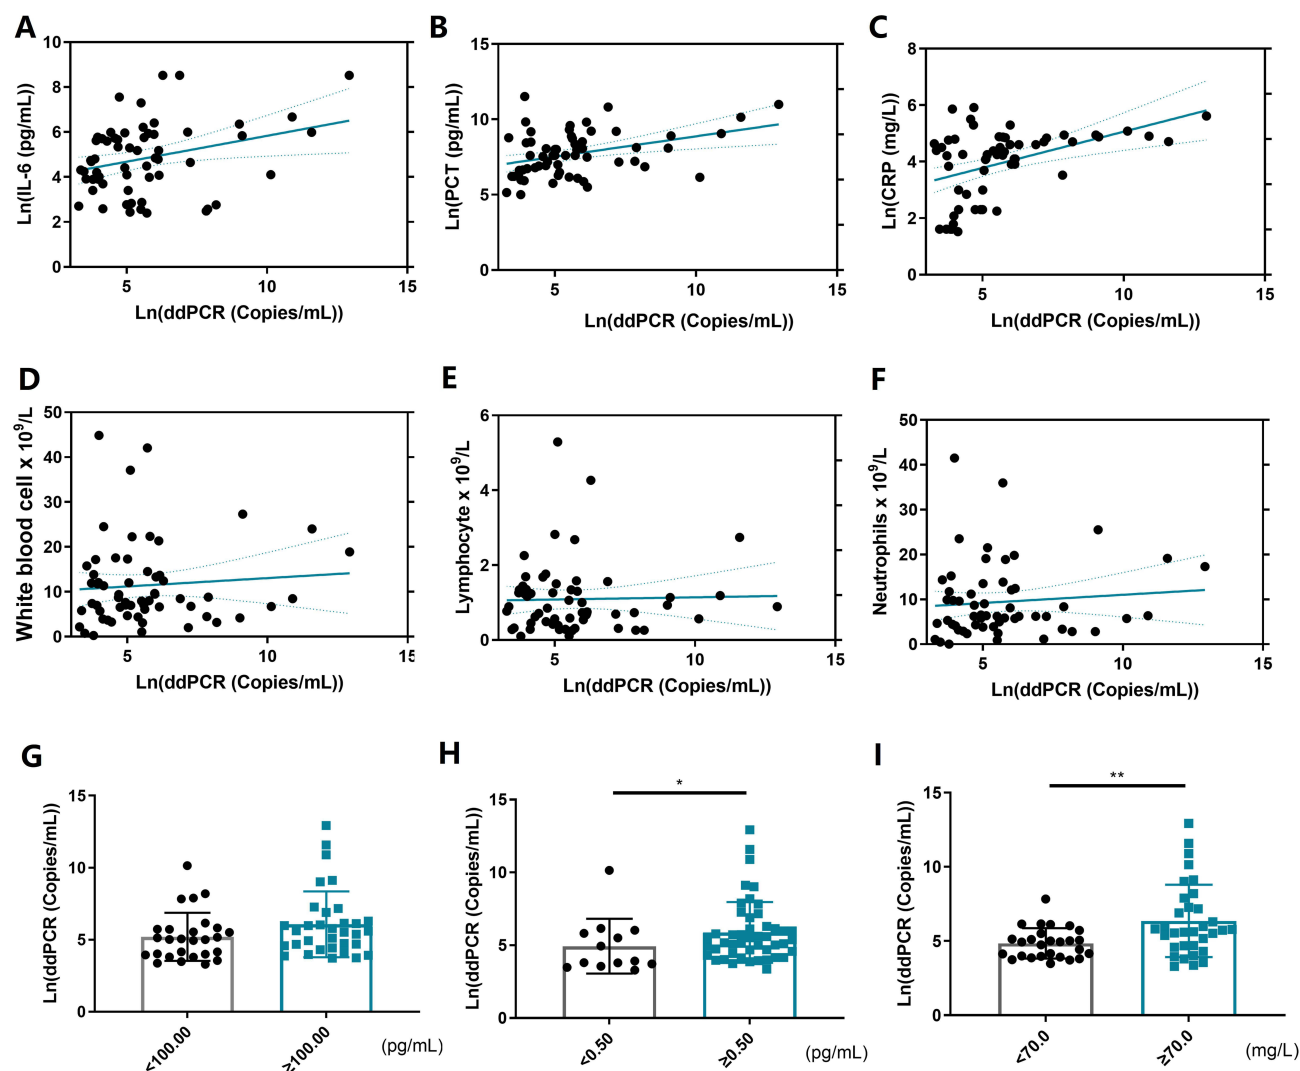 A
Ln(IL-6 (pg/mL))
10
8
6
4
2
0
5
10
15
Ln(ddPCR (Copies/mL))
B
Ln(PCT (pg/mL))
15
10
5
0
5
10
15
Ln(ddPCR (Copies/mL))
C
Ln(CRP (mg/L))
8
6
4
2
0
5
10
15
Ln(ddPCR (Copies/mL))
D
White blood cell x 10⁹/L
50
40
30
20
10
0
5
10
15
Ln(ddPCR (Copies/mL))
E
Lymphocyte x 10⁹/L
6
4
2
0
5
10
15
Ln(ddPCR (Copies/mL))
F
Neutrophils x 10⁹/L
50
40
30
20
10
0
5
10
15
Ln(ddPCR (Copies/mL))
G
Ln(ddPCR (Copies/mL))
15
10
5
0
<100.00
≥100.00
(pg/mL)
H
Ln(ddPCR (Copies/mL))
15
10
5
0
*
<0.50
≥0.50
(pg/mL)
I
Ln(ddPCR (Copies/mL))
15
10
5
0
**
<70.0
≥70.0
(mg/L)